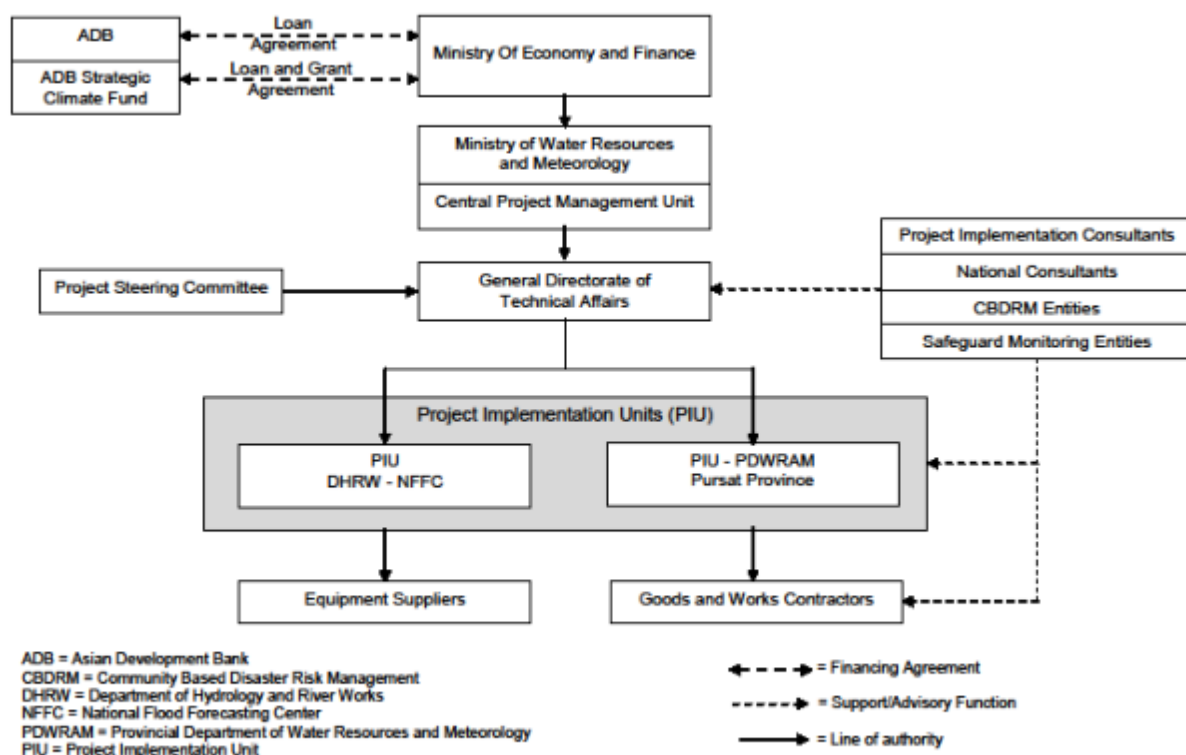 ADB
Loan
Agreement
Ministry Of Economy and Finance
ADB Strategic
Climate Fund
Loan and Grant
Agreement
Ministry of Water Resources
and Meteorology
Central Project Management Unit
Project Implementation Consultants
National Consultants
CBDRM Entities
Safeguard Monitoring Entities
Project Steering Committee
General Directorate of
Technical Affairs
Project Implementation Units (PIU)
PIU
DHRW - NFFC
PIU - PDWRAM
Pursat Province
Equipment Suppliers
Goods and Works Contractors
ADB = Asian Development Bank
CBDRM = Community Based Disaster Risk Management
DHRW = Department of Hydrology and River Works
NFFC = National Flood Forecasting Center
PDWRAM = Provincial Department of Water Resources and Meteorology
PIU = Project Implementation Unit
= Financing Agreement
= Support/Advisory Function
= Line of authority